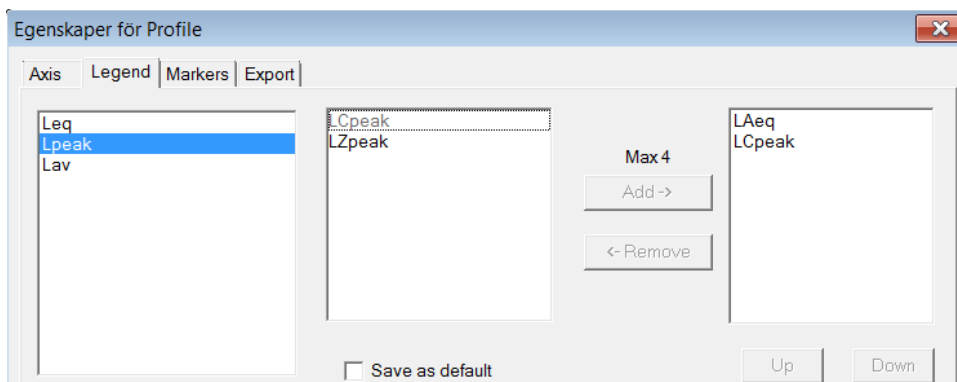 Egenskaper för Profile
Axis Legend Markers Export
Leq
Lpeak
Lav
LCpeak
LZpeak
Max 4
Add ->
<- Remove
LAeq
LCpeak
Save as default
Up Down